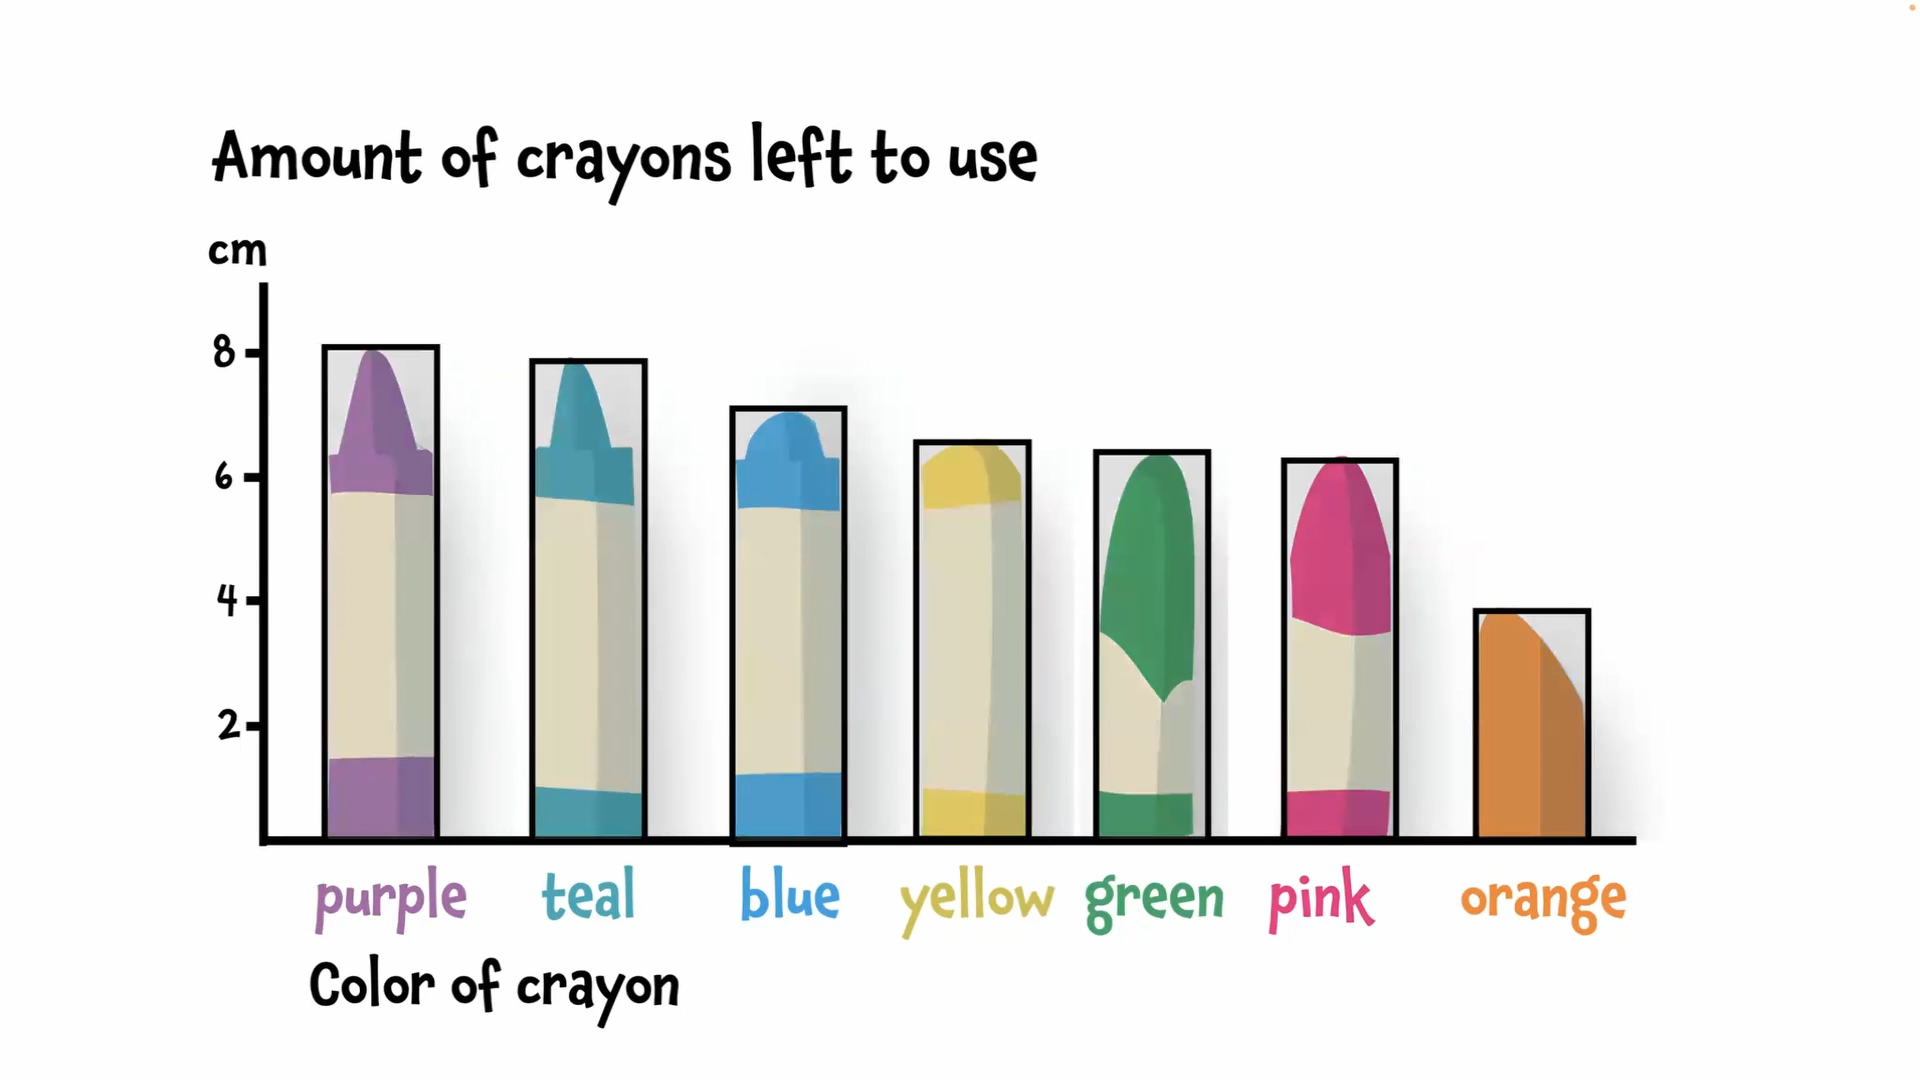 Amount of crayons left to use
cm
8
6
4
2
purple teal blue yellow green pink orange
Color of crayon